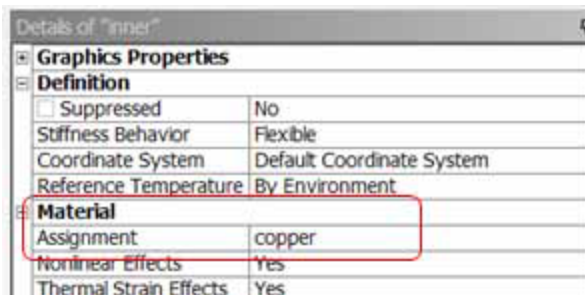 Details of "inner"
Graphics Properties
Definition
Suppressed No
Stiffness Behavior Flexible
Coordinate System Default Coordinate System
Reference Temperature By Environment
Material
Assignment copper
Nonlinear Effects Yes
Thermal Strain Effects Yes